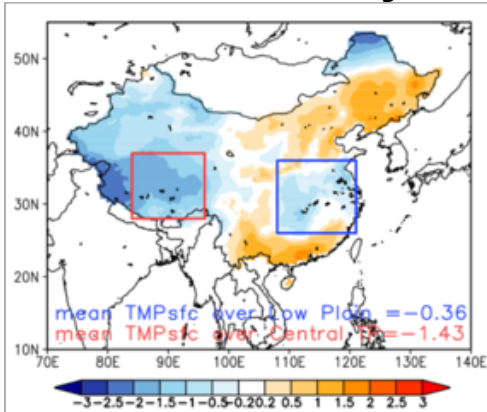 50N
40N
30N
20N
mean TMPsfc over Low Plain =-0.36
mean TMPsfc over Central TP=-1.43
10N
70E 80E 90E 100E 110E 120E 130E 140E
-3 -2.5 -2 -1.5 -1 -0.5 -0.2 0.2 0.5 1 1.5 2 2.5 3